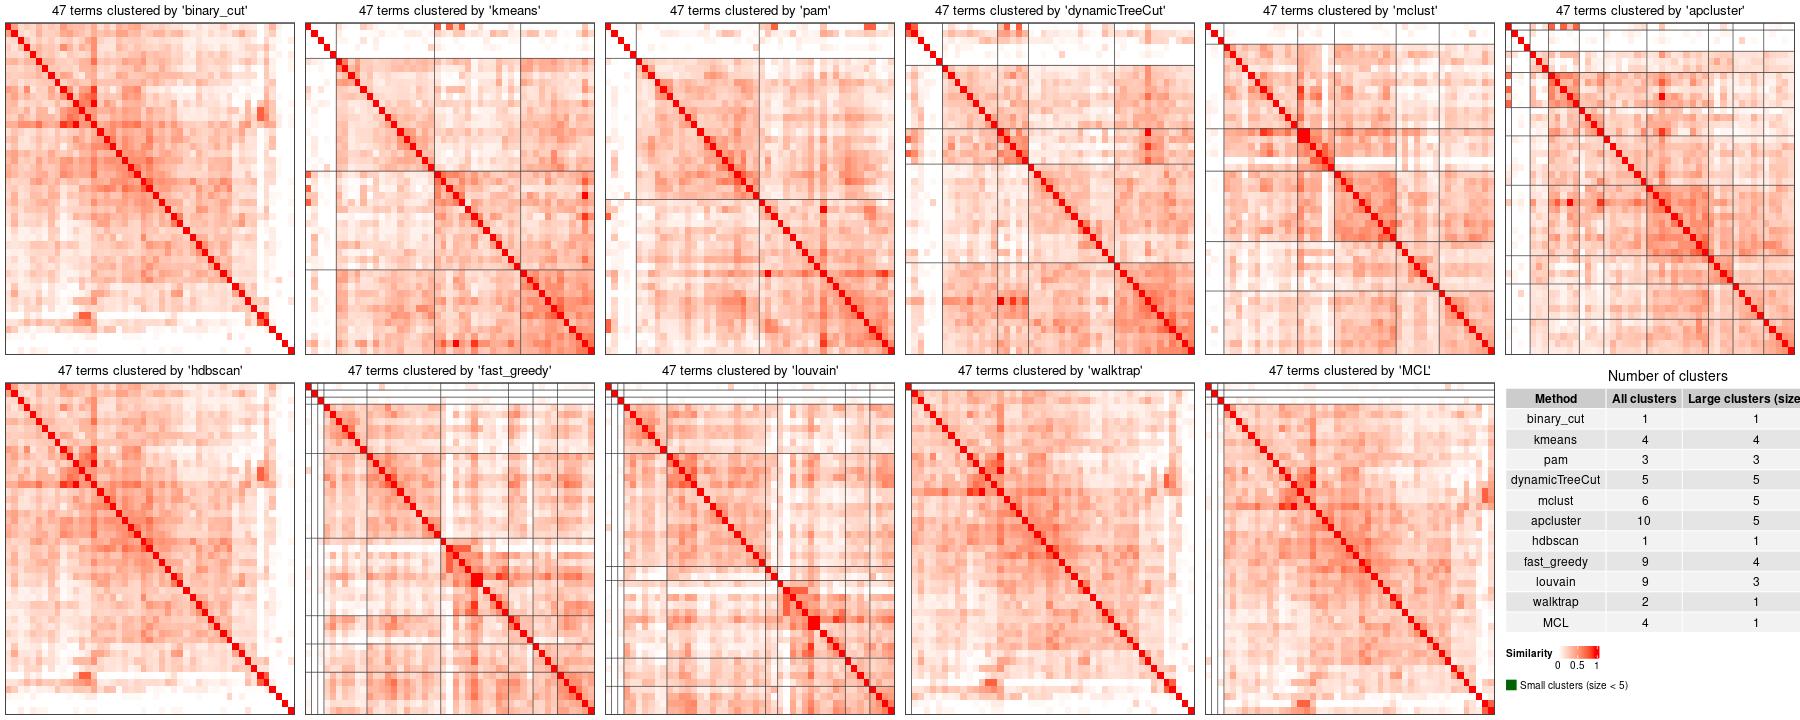 47 terms clustered by 'binary_cut'
47 terms clustered by 'kmeans'
47 terms clustered by 'pam'
47 terms clustered by 'dynamicTreeCut'
47 terms clustered by 'mclust'
47 terms clustered by 'apcluster'
47 terms clustered by 'hdbscan'
47 terms clustered by 'fast_greedy'
47 terms clustered by 'louvain'
47 terms clustered by 'walktrap'
47 terms clustered by 'MCL'
Number of clusters
Method All clusters Large clusters (size
binary_cut 1 1
kmeans 4 4
pam 3 3
dynamicTreeCut 5 5
mclust 6 5
apcluster 10 5
hdbscan 1 1
fast_greedy 9 4
louvain 9 3
walktrap 2 1
MCL 4 1
Similarity
0 0.5 1
Small clusters (size < 5)